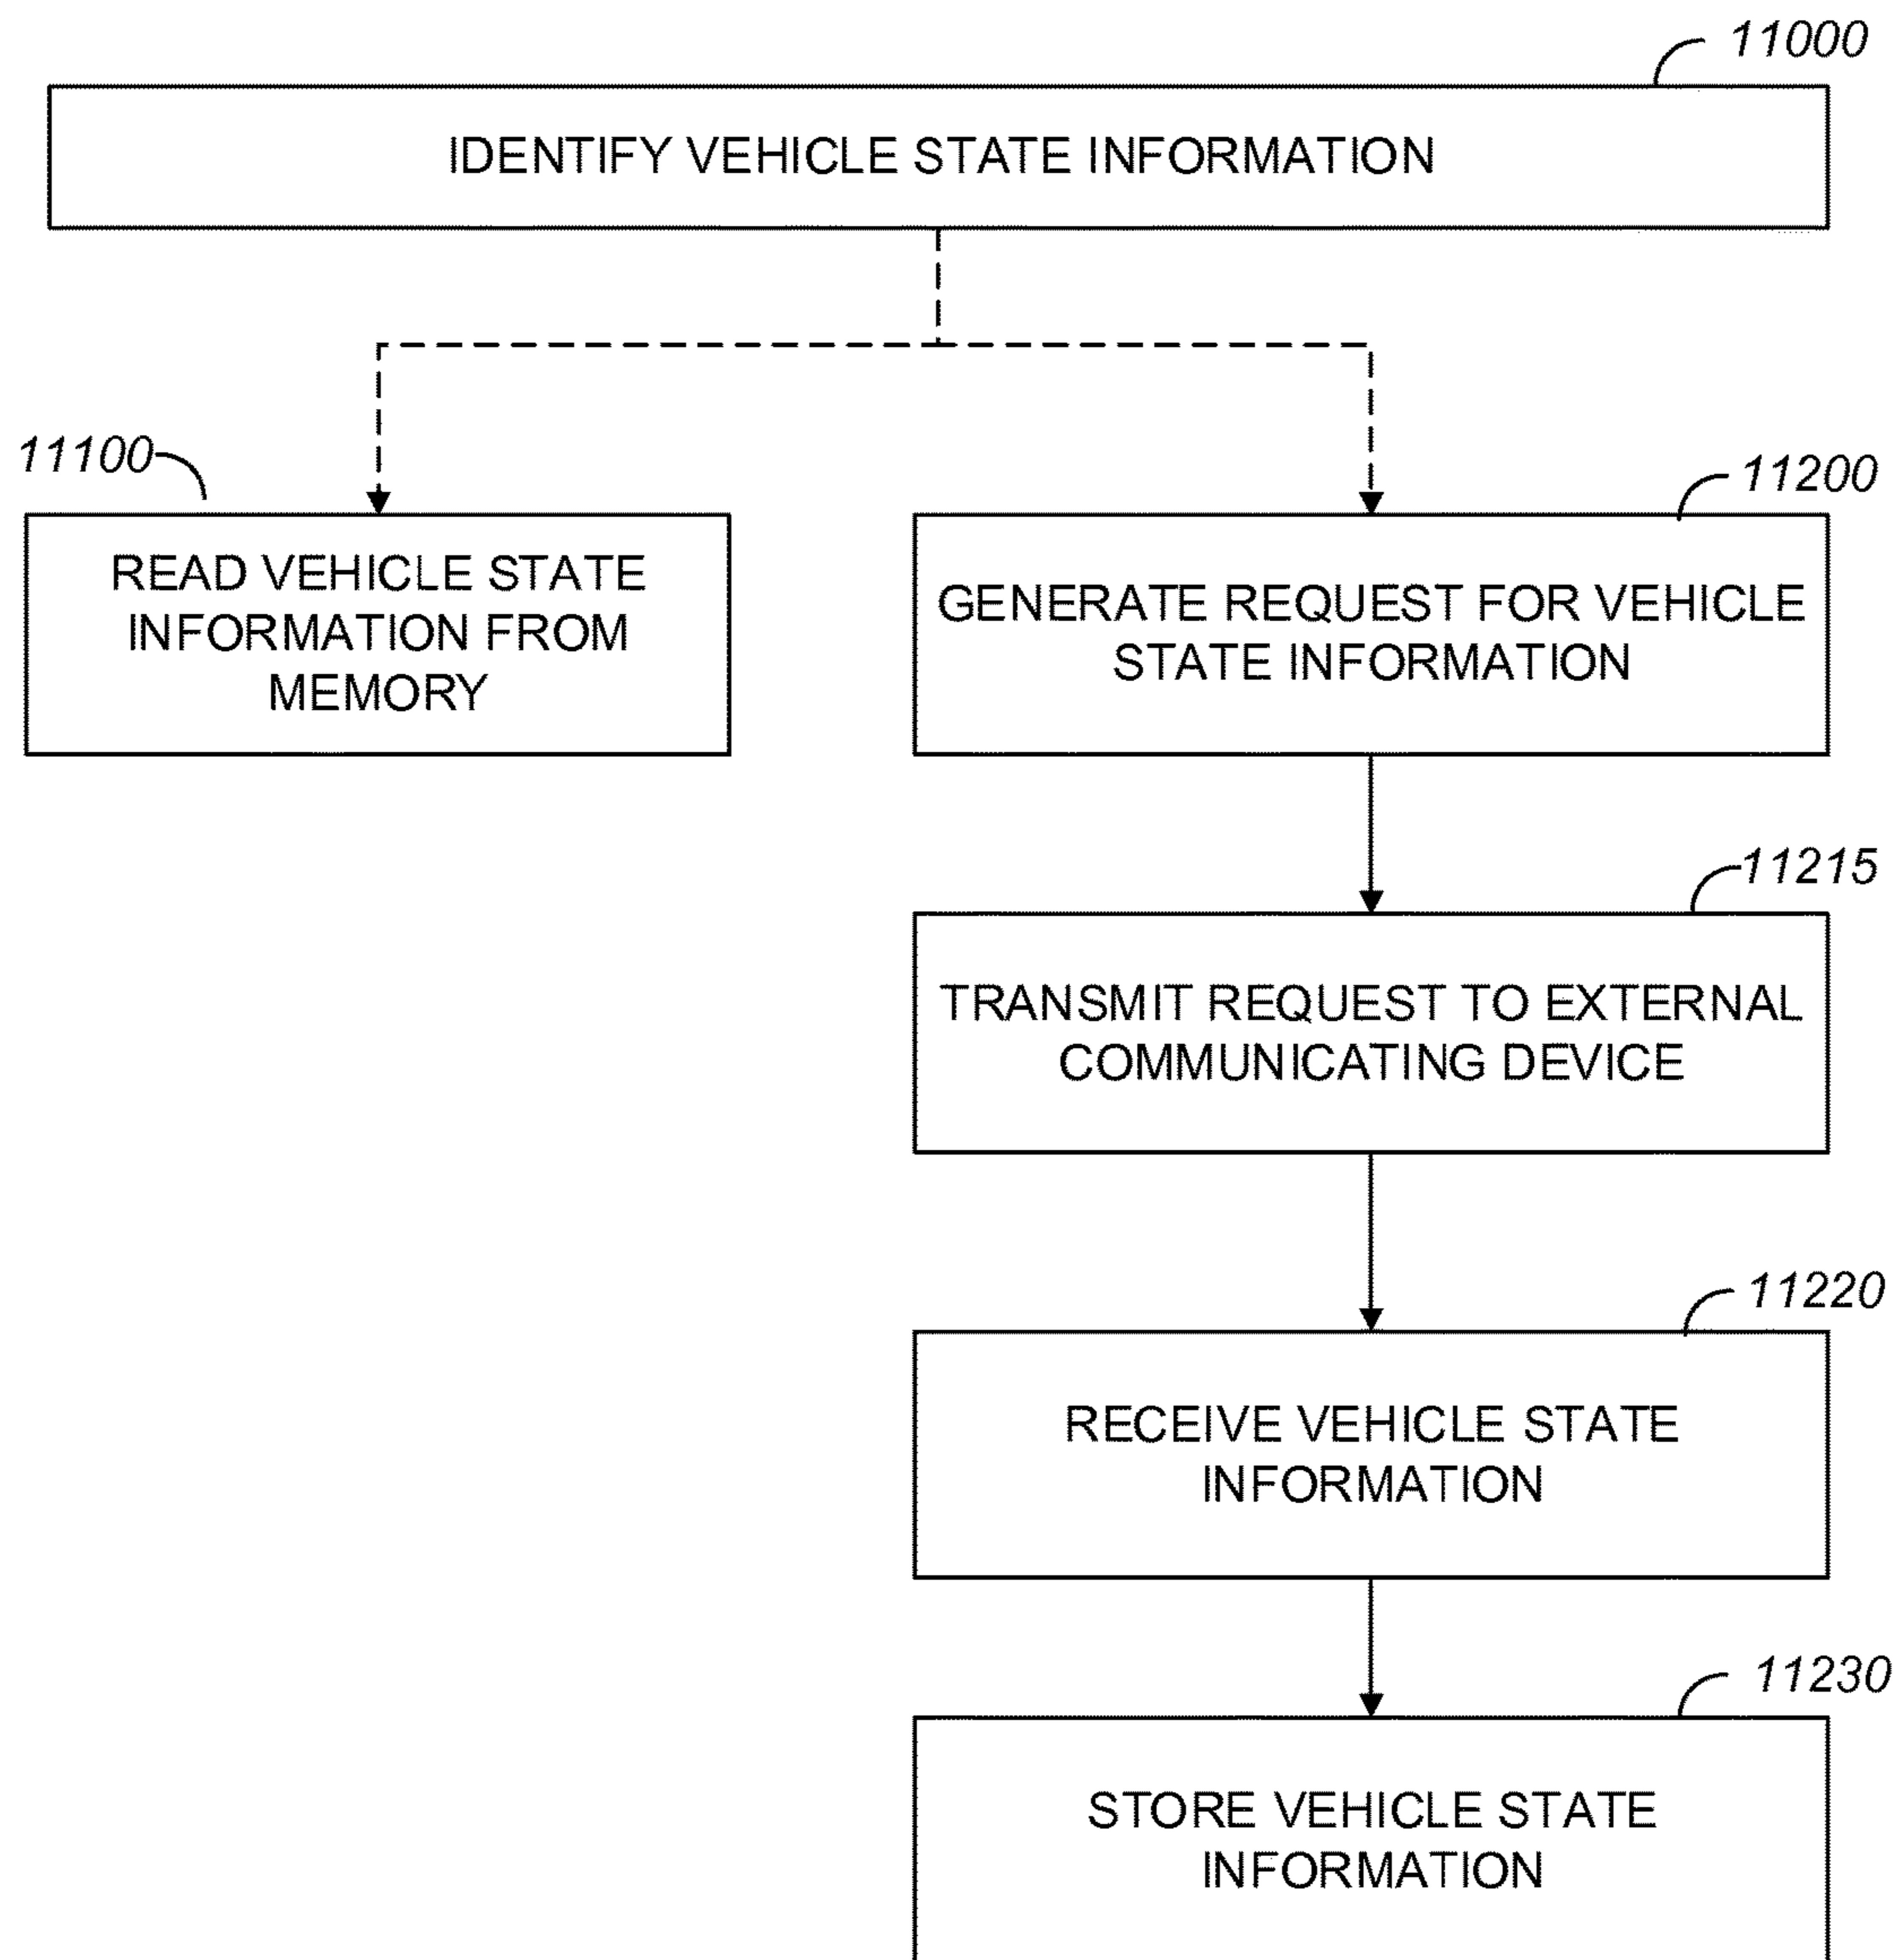 11000
IDENTIFY VEHICLE STATE INFORMATION
11100
READ VEHICLE STATE
INFORMATION FROM
MEMORY
11200
GENERATE REQUEST FOR VEHICLE
STATE INFORMATION
11215
TRANSMIT REQUEST TO EXTERNAL
COMMUNICATING DEVICE
11220
RECEIVE VEHICLE STATE
INFORMATION
11230
STORE VEHICLE STATE
INFORMATION